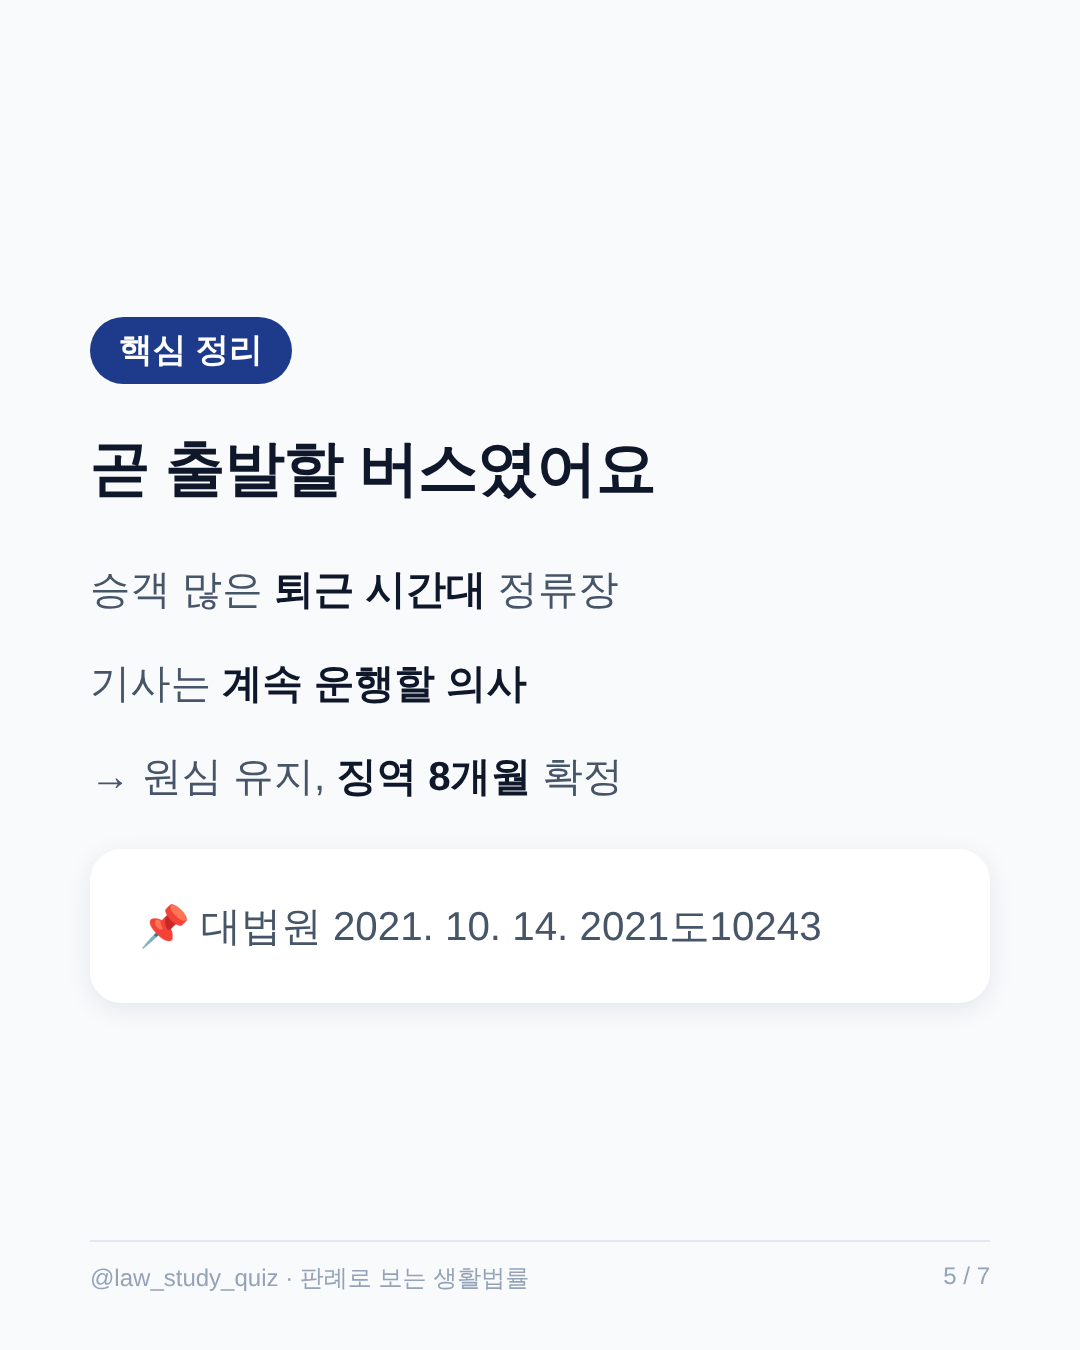 핵심 정리
곧 출발할 버스였어요
승객 많은 퇴근 시간대 정류장
기사는 계속 운행할 의사
→ 원심 유지, 징역 8개월 확정
📌 대법원 2021. 10. 14. 2021도10243
@law_study_quiz · 판례로 보는 생활법률
5 / 7